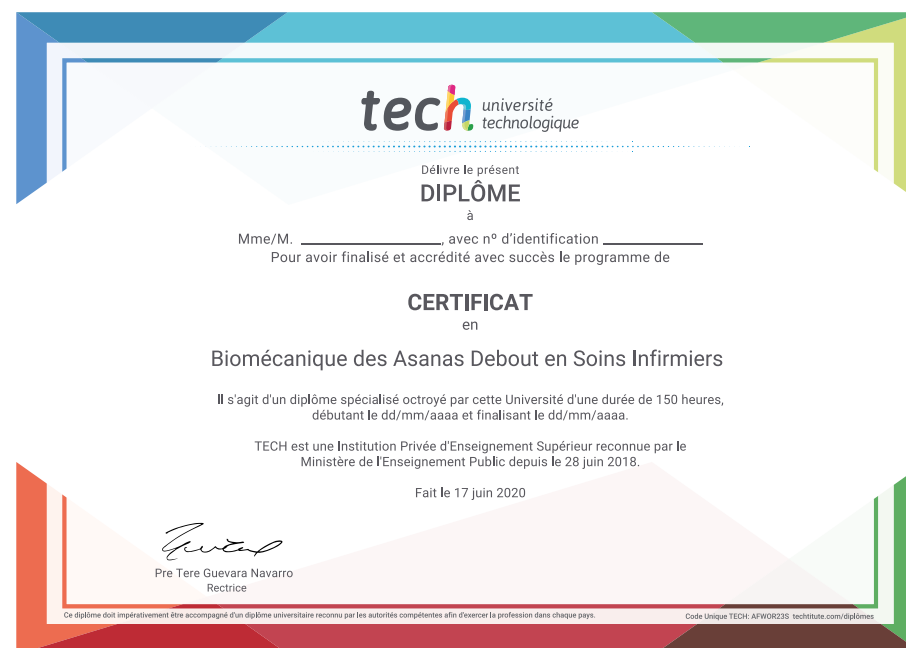 tech université
technologique
Délivre le présent
DIPLÔME
à
Mme/M. ____________________, avec nº d'identification ______________
Pour avoir finalisé et accrédité avec succès le programme de
CERTIFICAT
en
Biomécanique des Asanas Debout en Soins Infirmiers
Il s'agit d'un diplôme spécialisé octroyé par cette Université d'une durée de 150 heures,
débutant le dd/mm/aaaa et finalisant le dd/mm/aaaa.
TECH est une Institution Privée d'Enseignement Supérieur reconnue par le
Ministère de l'Enseignement Public depuis le 28 juin 2018.
Fait le 17 juin 2020
Pre Tere Guevara Navarro
Rectrice
Ce diplôme doit impérativement être accompagné d'un diplôme universitaire reconnu par les autorités compétentes afin d'exercer la profession dans chaque pays.
Code Unique TECH: AFWOR23S techtitute.com/diplômes